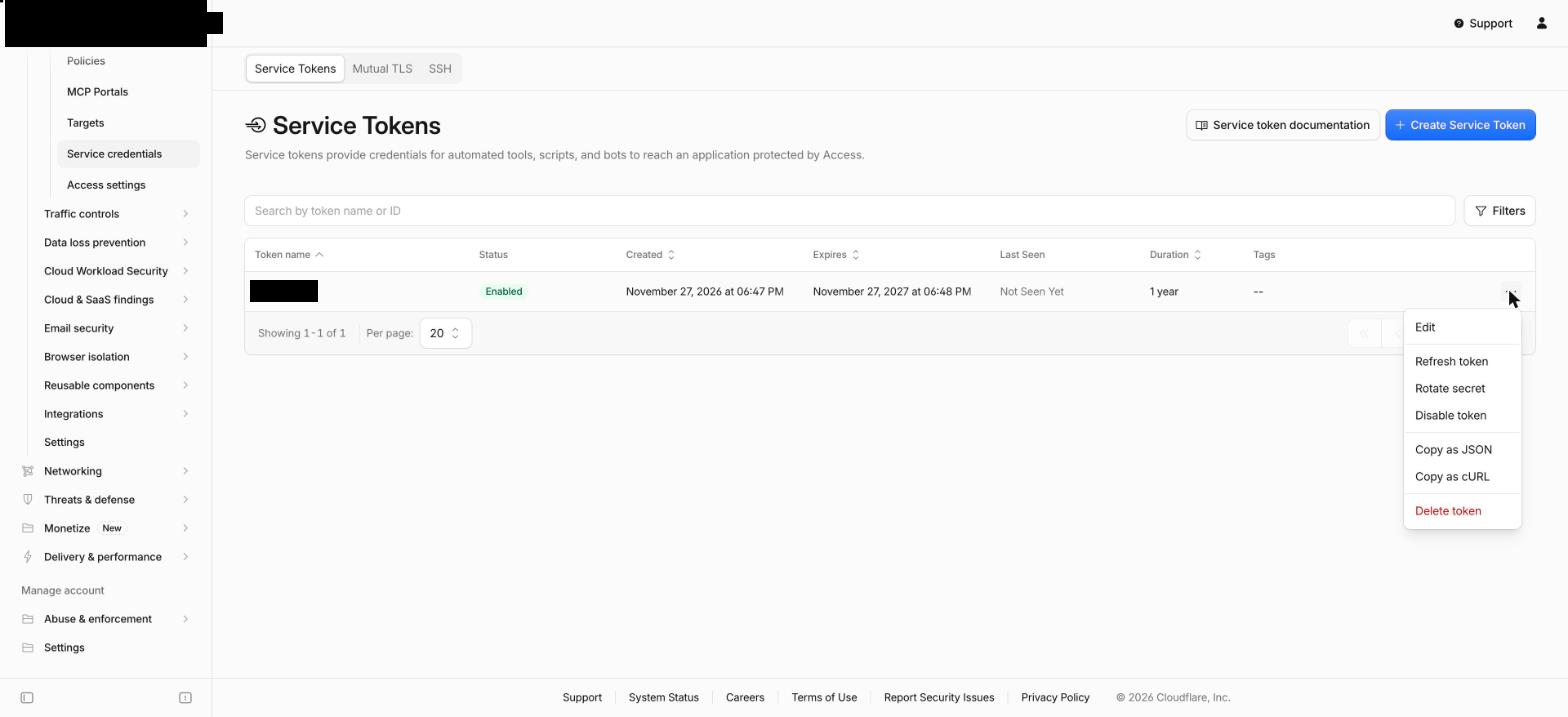 Support
Policies
MCP Portals
Targets
Service credentials
Access settings
Traffic controls
Data loss prevention
Cloud Workload Security
Cloud & SaaS findings
Email security
Browser isolation
Reusable components
Integrations
Settings
Networking
Threats & defense
Monetize New
Delivery & performance
Manage account
Abuse & enforcement
Settings
Service Tokens Mutual TLS SSH
Service Tokens
Service token documentation
+ Create Service Token
Service tokens provide credentials for automated tools, scripts, and bots to reach an application protected by Access.
Search by token name or ID
Filters
Token name Status Created Expires Last Seen Duration Tags
Enabled November 27, 2026 at 06:47 PM November 27, 2027 at 06:48 PM Not Seen Yet 1 year --
Showing 1-1 of 1 Per page: 20
Edit
Refresh token
Rotate secret
Disable token
Copy as JSON
Copy as cURL
Delete token
Support System Status Careers Terms of Use Report Security Issues Privacy Policy © 2026 Cloudflare, Inc.